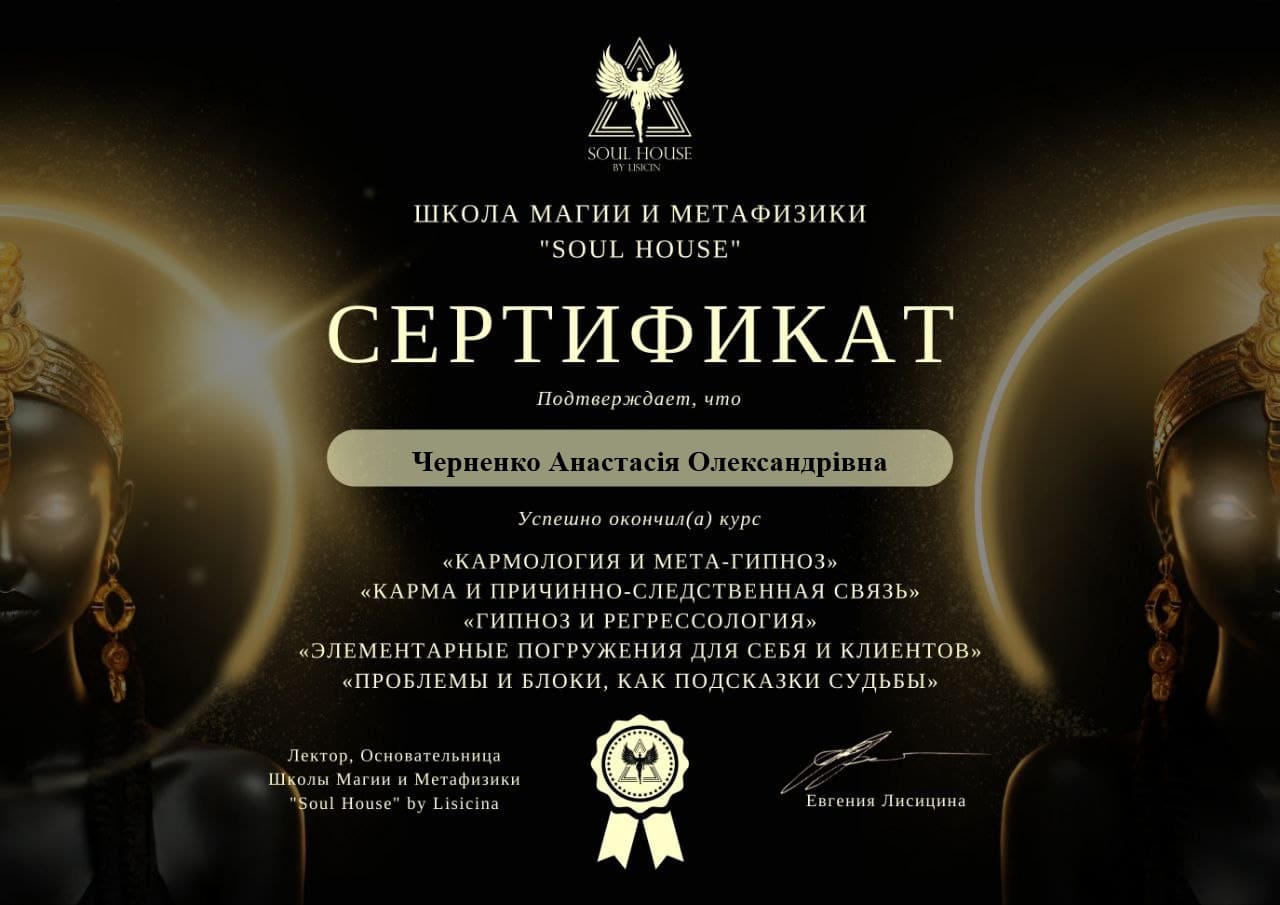 SOUL HOUSE
BY LISICIN
ШКОЛА МАГИИ И МЕТАФИЗИКИ
"SOUL HOUSE"
СЕРТИФИКАТ
Подтверждает, что
Черненко Анастасія Олександрівна
Успешно окончил(а) курс
«КАРМОЛОГИЯ И МЕТА-ГИПНОЗ»
«КАРМА И ПРИЧИННО-СЛЕДСТВЕННАЯ СВЯЗЬ»
«ГИПНОЗ И РЕГРЕССОЛОГИЯ»
«ЭЛЕМЕНТАРНЫЕ ПОГРУЖЕНИЯ ДЛЯ СЕБЯ И КЛИЕНТОВ»
«ПРОБЛЕМЫ И БЛОКИ, КАК ПОДСКАЗКИ СУДЬБЫ»
Лектор, Основательница
Школы Магии и Метафизики
"Soul House" by Lisicina
Евгения Лисицина